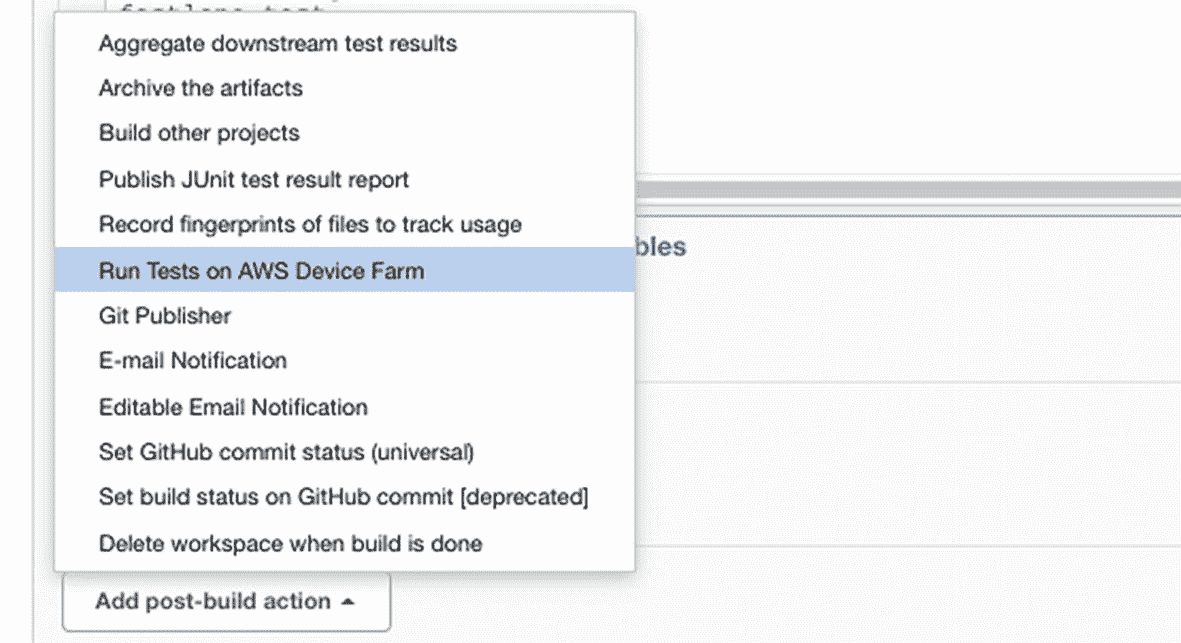 Aggregate downstream test results
Archive the artifacts
Build other projects
Publish JUnit test result report
Record fingerprints of files to track usage
Run Tests on AWS Device Farm
bles
Git Publisher
E-mail Notification
Editable Email Notification
Set GitHub commit status (universal)
Set build status on GitHub commit [deprecated]
Delete workspace when build is done
Add post-build action